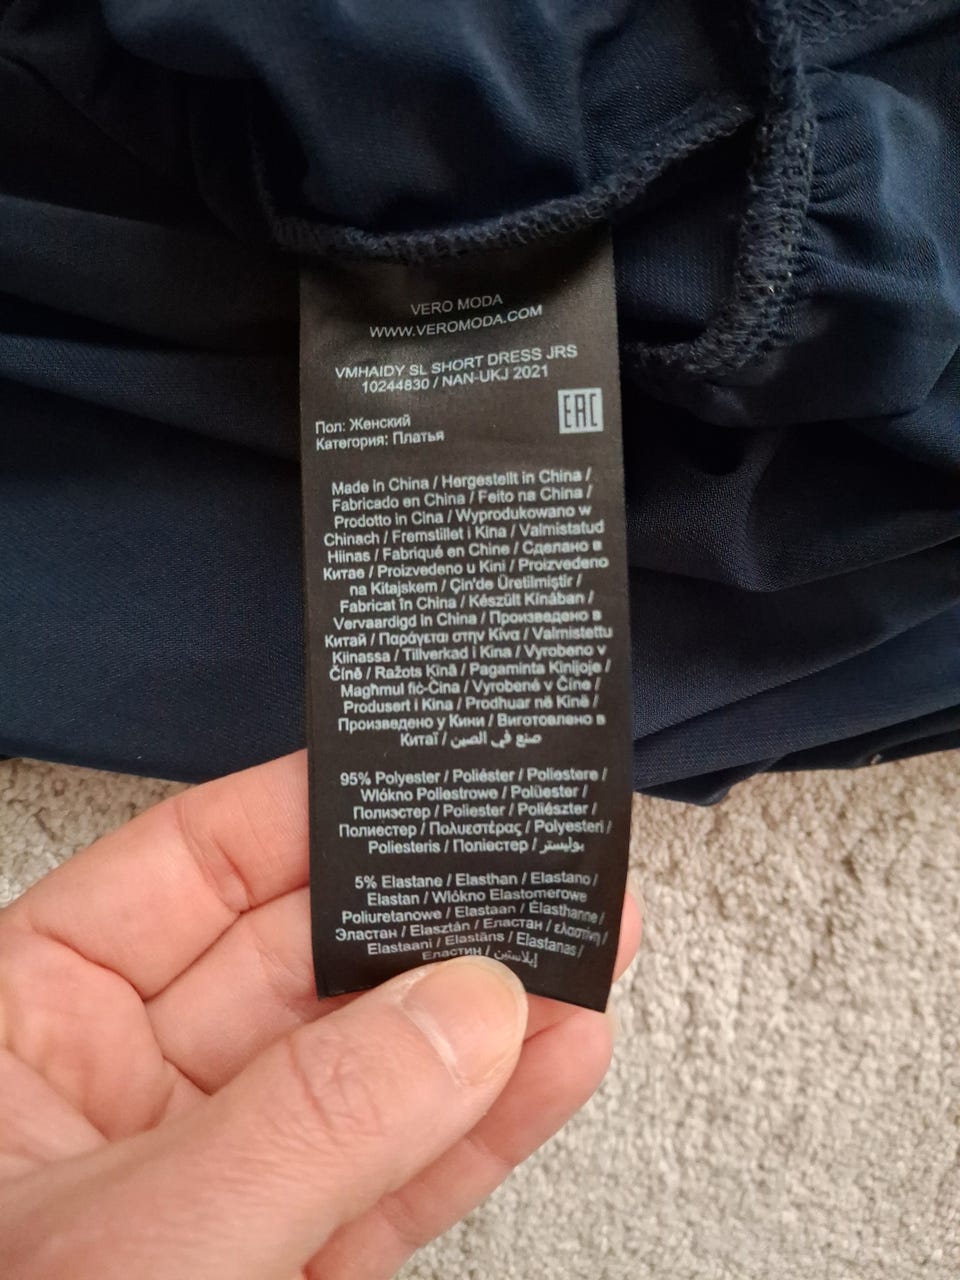 VERO MODA
WWW.VEROMODA.COM
VMHAIDY SL SHORT DRESS JRS
10244830 / NAN-UKJ 2021
EAC
Пол: Женский
Категория: Платья
Made in China / Hergestellt in China /
Fabricado en China / Feito na China /
Prodotto in Cina / Wyprodukowano w
Chinach / Fremstillet i Kina / Valmistatud
Hiinas / Fabriqué en Chine / Сделано в
Китае / Proizvedeno u Kini / Proizvedeno
na Kitajskem / Çin'de Üretilmiştir /
Fabricat în China / Készült Kínában /
Vervaardigd in China / Произведено в
Китай / Παράγεται στην Κίνα / Valmistettu
Kiinassa / Tillverkad i Kina / Vyrobeno v
Číně / Ražots Ķīnā / Pagaminta Kinijoje /
Magħmul fiċ-Ċina / Vyrobené v Číne /
Produsert i Kina / Prodhuar në Kinë /
Произведено у Кини / Виготовлено в
Китаї / صنع في الصين
95% Polyester / Poliéster / Poliestere /
Włókno Poliestrowe / Polüester /
Полиэстер / Poliester / Poliészter /
Полиестер / Πολυεστέρας / Polyesteri /
Poliesteris / Поліестер / بوليستر
5% Elastane / Elasthan / Elastano /
Elastan / Włókno Elastomerowe
Poliuretanowe / Elastaan / Élasthanne /
Эластан / Elasztán / Еластан / ελαστίνη /
Elastaani / Elastāns / Elastanas /
Еластин / إيلاستين